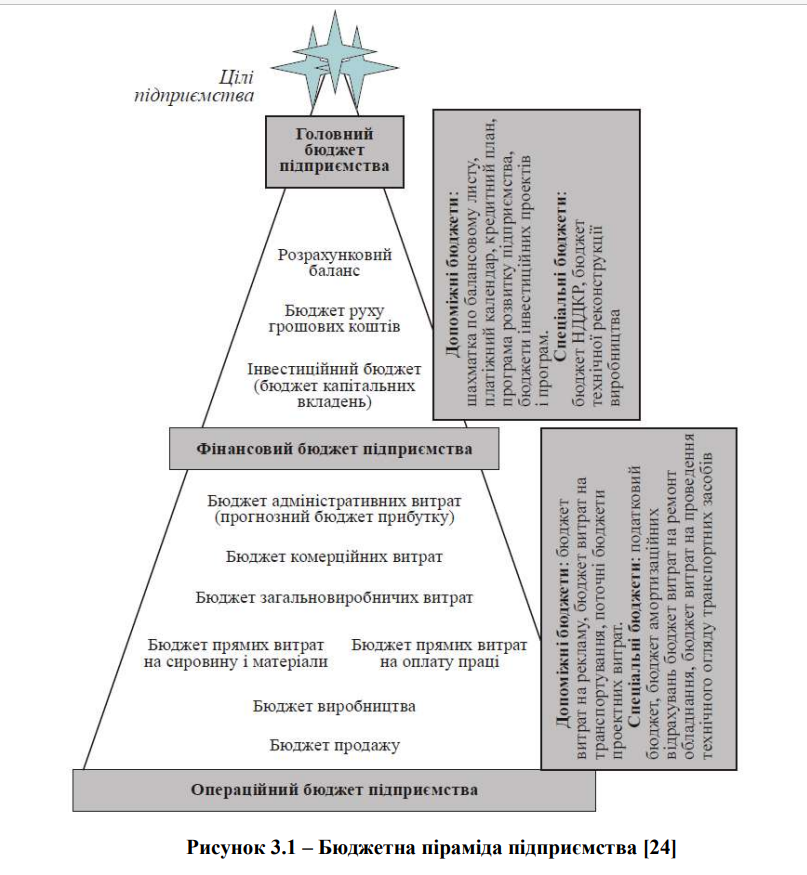 Цілі
підприємства
Головний
бюджет
підприємства
Розрахунковий
баланс
Бюджет руху
грошових коштів
Інвестиційний бюджет
(бюджет капітальних
вкладень)
Допоміжні бюджети:
шахматка по балансовому листу,
платіжний календар, кредитний план,
програма розвитку підприємства,
бюджети інвестиційних проектів
і програм.
Спеціальні бюджети:
бюджет НДДКР, бюджет
технічної реконструкції
виробництва
Фінансовий бюджет підприємства
Бюджет адміністративних витрат
(прогнозний бюджет прибутку)
Бюджет комерційних витрат
Бюджет загальновиробничих витрат
Бюджет прямих витрат
на сировину і матеріали
Бюджет прямих витрат
на оплату праці
Бюджет виробництва
Бюджет продажу
Допоміжні бюджети: бюджет
витрат на рекламу, бюджет витрат на
транспортування, поточні бюджети
проектних витрат.
Спеціальні бюджети: податковий
бюджет, бюджет амортизаційних
відрахувань бюджет витрат на ремонт
обладнання, бюджет витрат на проведення
технічного огляду транспортних засобів
Операційний бюджет підприємства
Рисунок 3.1 – Бюджетна піраміда підприємства [24]